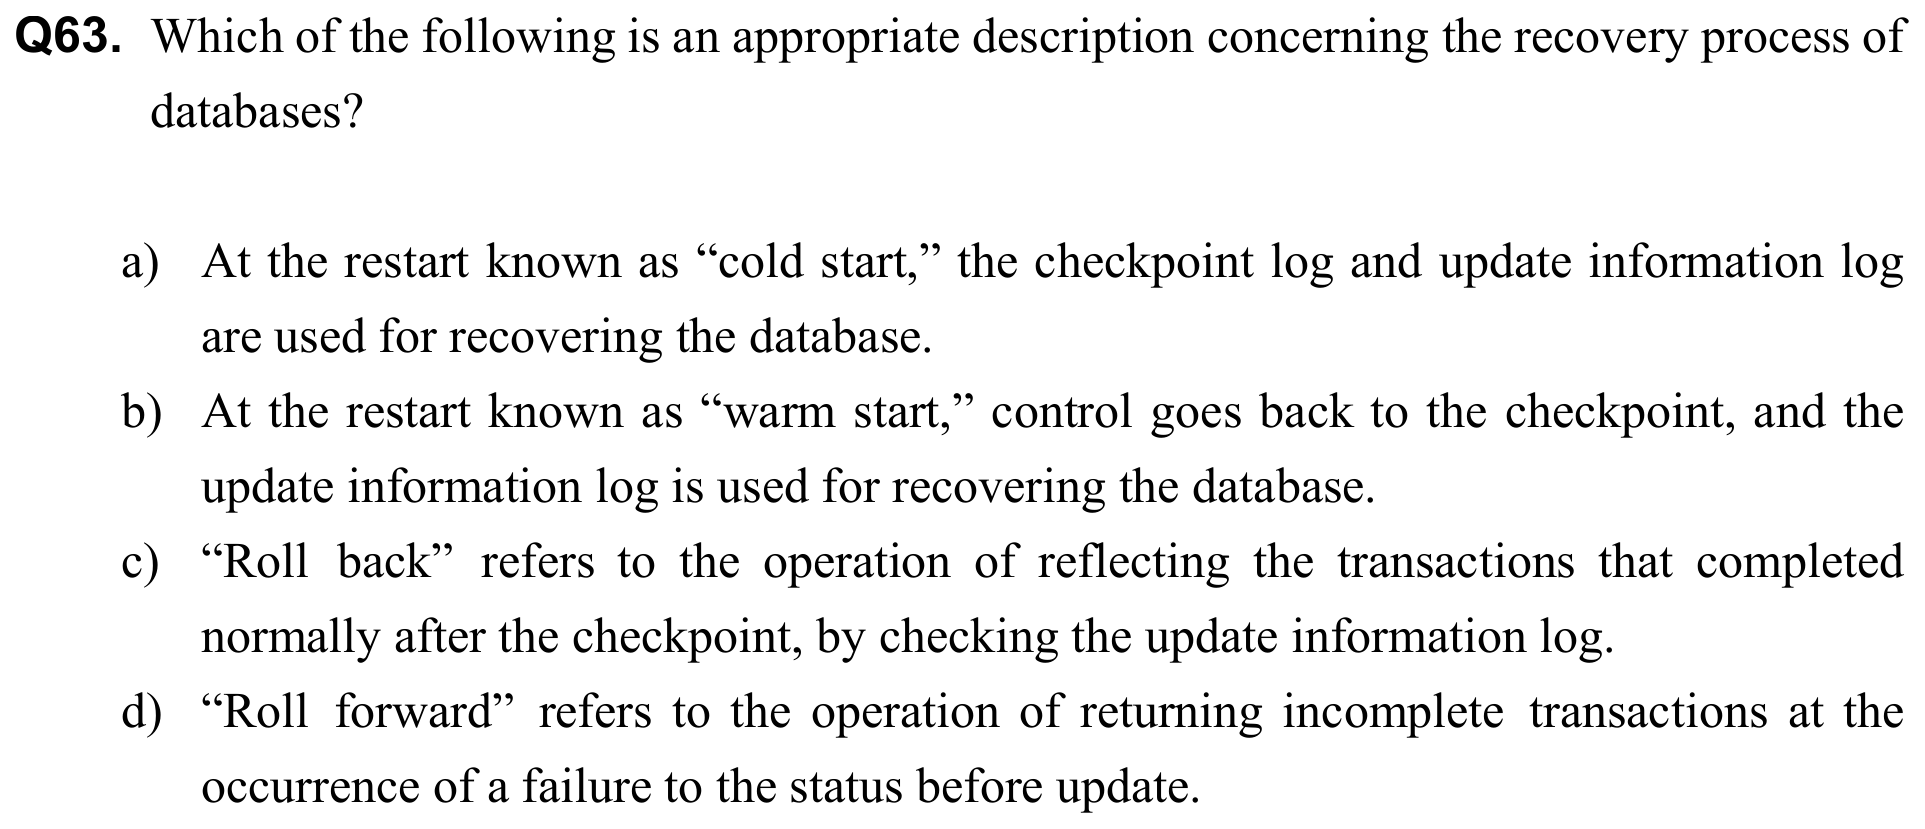 Q63. Which of the following is an appropriate description concerning the recovery process of
databases?
a) At the restart known as “cold start,” the checkpoint log and update information log
are used for recovering the database.
b) At the restart known as “warm start,” control goes back to the checkpoint, and the
update information log is used for recovering the database.
c) “Roll back” refers to the operation of reflecting the transactions that completed
normally after the checkpoint, by checking the update information log.
d) “Roll forward” refers to the operation of returning incomplete transactions at the
occurrence of a failure to the status before update.